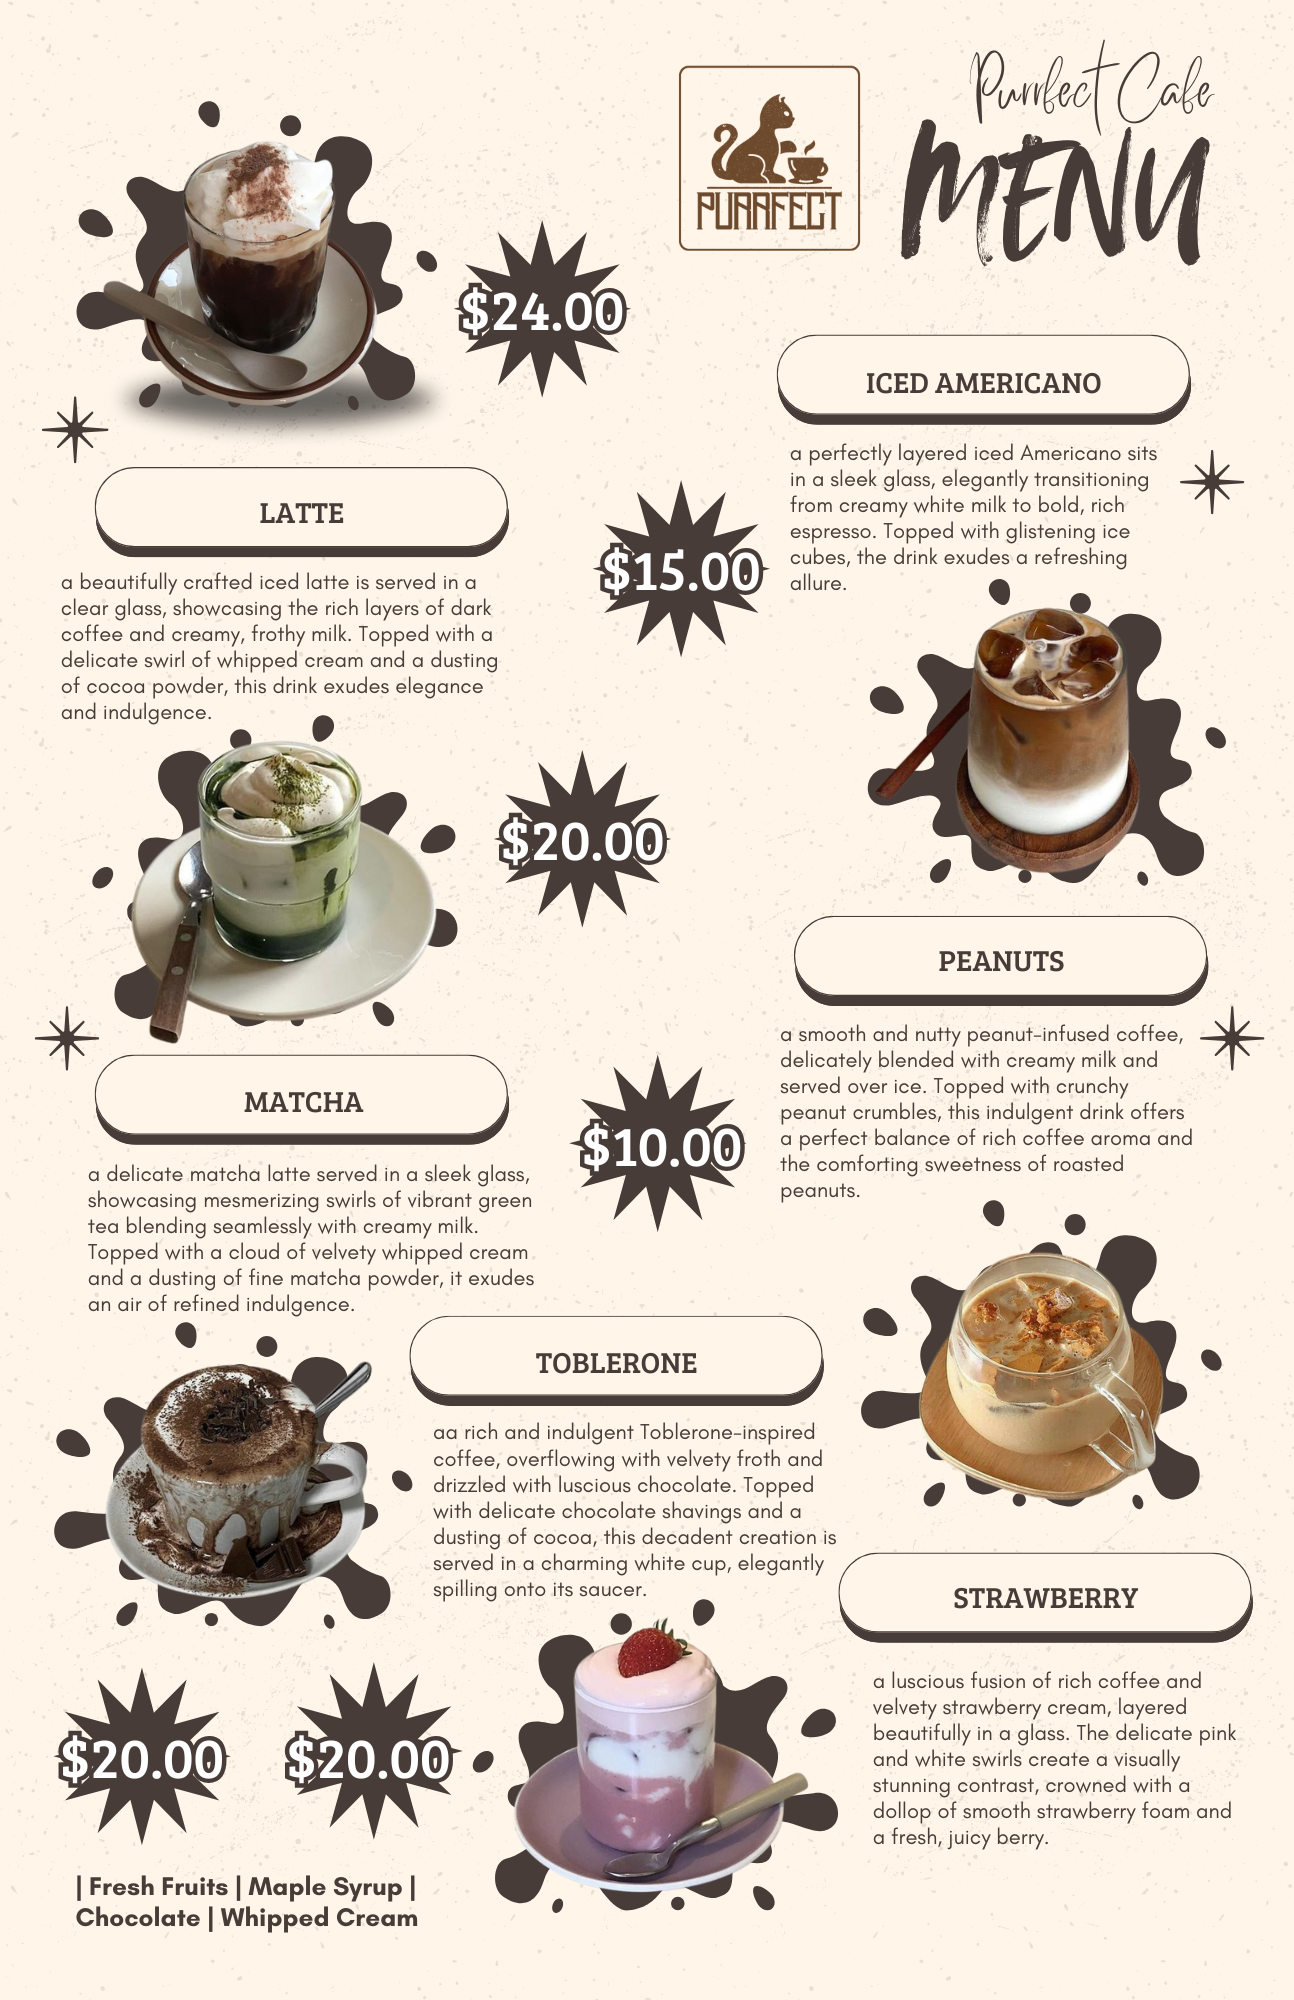 Purrfect Cafe
MENU
PURRFECT
$24.00
LATTE
a beautifully crafted iced latte is served in a
clear glass, showcasing the rich layers of dark
coffee and creamy, frothy milk. Topped with a
delicate swirl of whipped cream and a dusting
of cocoa powder, this drink exudes elegance
and indulgence.
ICED AMERICANO
a perfectly layered iced Americano sits
in a sleek glass, elegantly transitioning
from creamy white milk to bold, rich
espresso. Topped with glistening ice
cubes, the drink exudes a refreshing
allure.
$15.00
$20.00
MATCHA
a delicate matcha latte served in a sleek glass,
showcasing mesmerizing swirls of vibrant green
tea blending seamlessly with creamy milk.
Topped with a cloud of velvety whipped cream
and a dusting of fine matcha powder, it exudes
an air of refined indulgence.
PEANUTS
a smooth and nutty peanut-infused coffee,
delicately blended with creamy milk and
served over ice. Topped with crunchy
peanut crumbles, this indulgent drink offers
a perfect balance of rich coffee aroma and
the comforting sweetness of roasted
peanuts.
$10.00
TOBLERONE
aa rich and indulgent Toblerone-inspired
coffee, overflowing with velvety froth and
drizzled with luscious chocolate. Topped
with delicate chocolate shavings and a
dusting of cocoa, this decadent creation is
served in a charming white cup, elegantly
spilling onto its saucer.
STRAWBERRY
a luscious fusion of rich coffee and
velvety strawberry cream, layered
beautifully in a glass. The delicate pink
and white swirls create a visually
stunning contrast, crowned with a
dollop of smooth strawberry foam and
a fresh, juicy berry.
$20.00
$20.00
| Fresh Fruits | Maple Syrup |
Chocolate | Whipped Cream